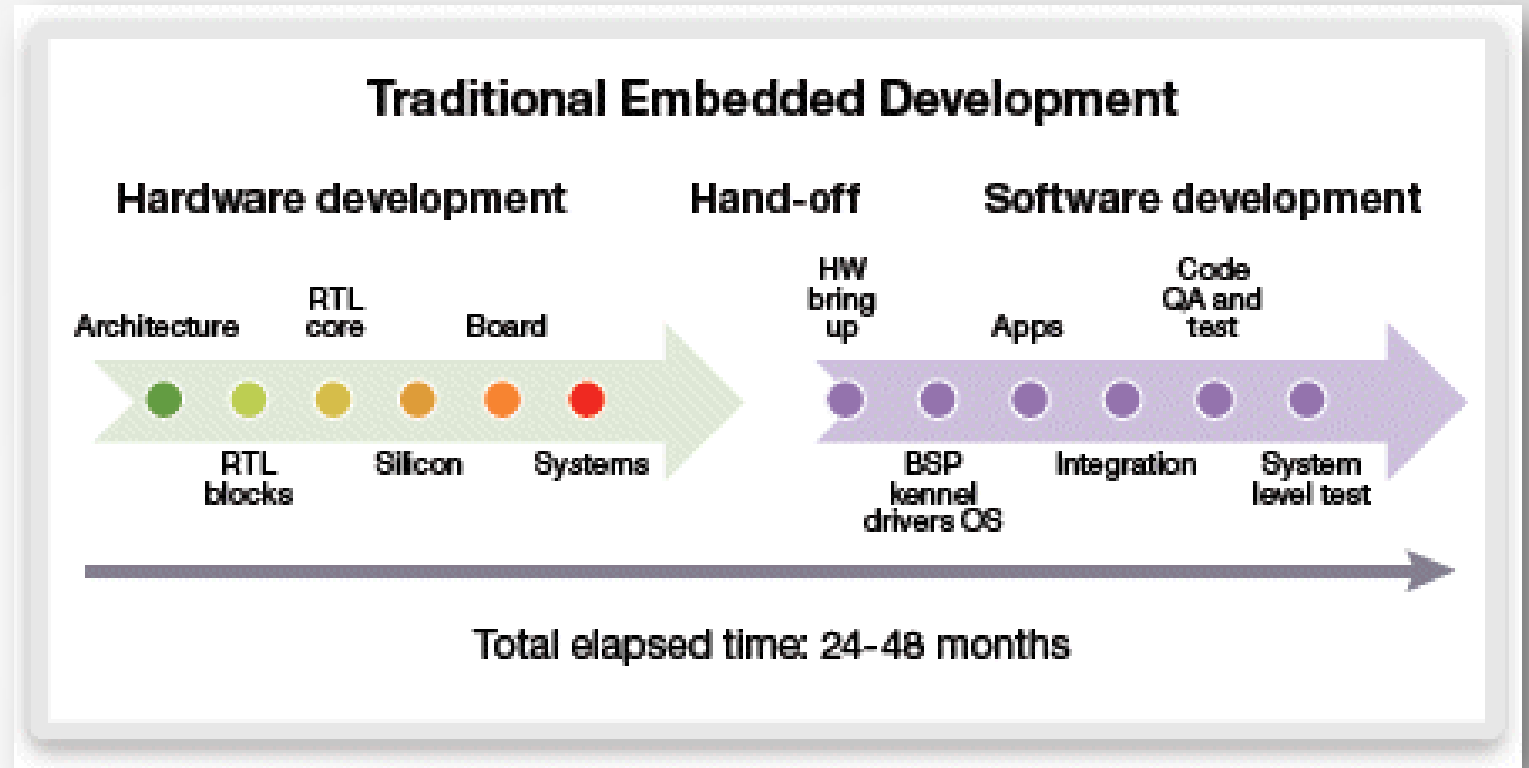 Traditional Embedded Development
Hardware development
Hand-off
Software development
Architecture
RTL
blocks
RTL
core
Silicon
Board
Systems
HW
bring
up
BSP
kennel
drivers OS
Apps
Integration
Code
QA and
test
System
level test
Total elapsed time: 24-48 months